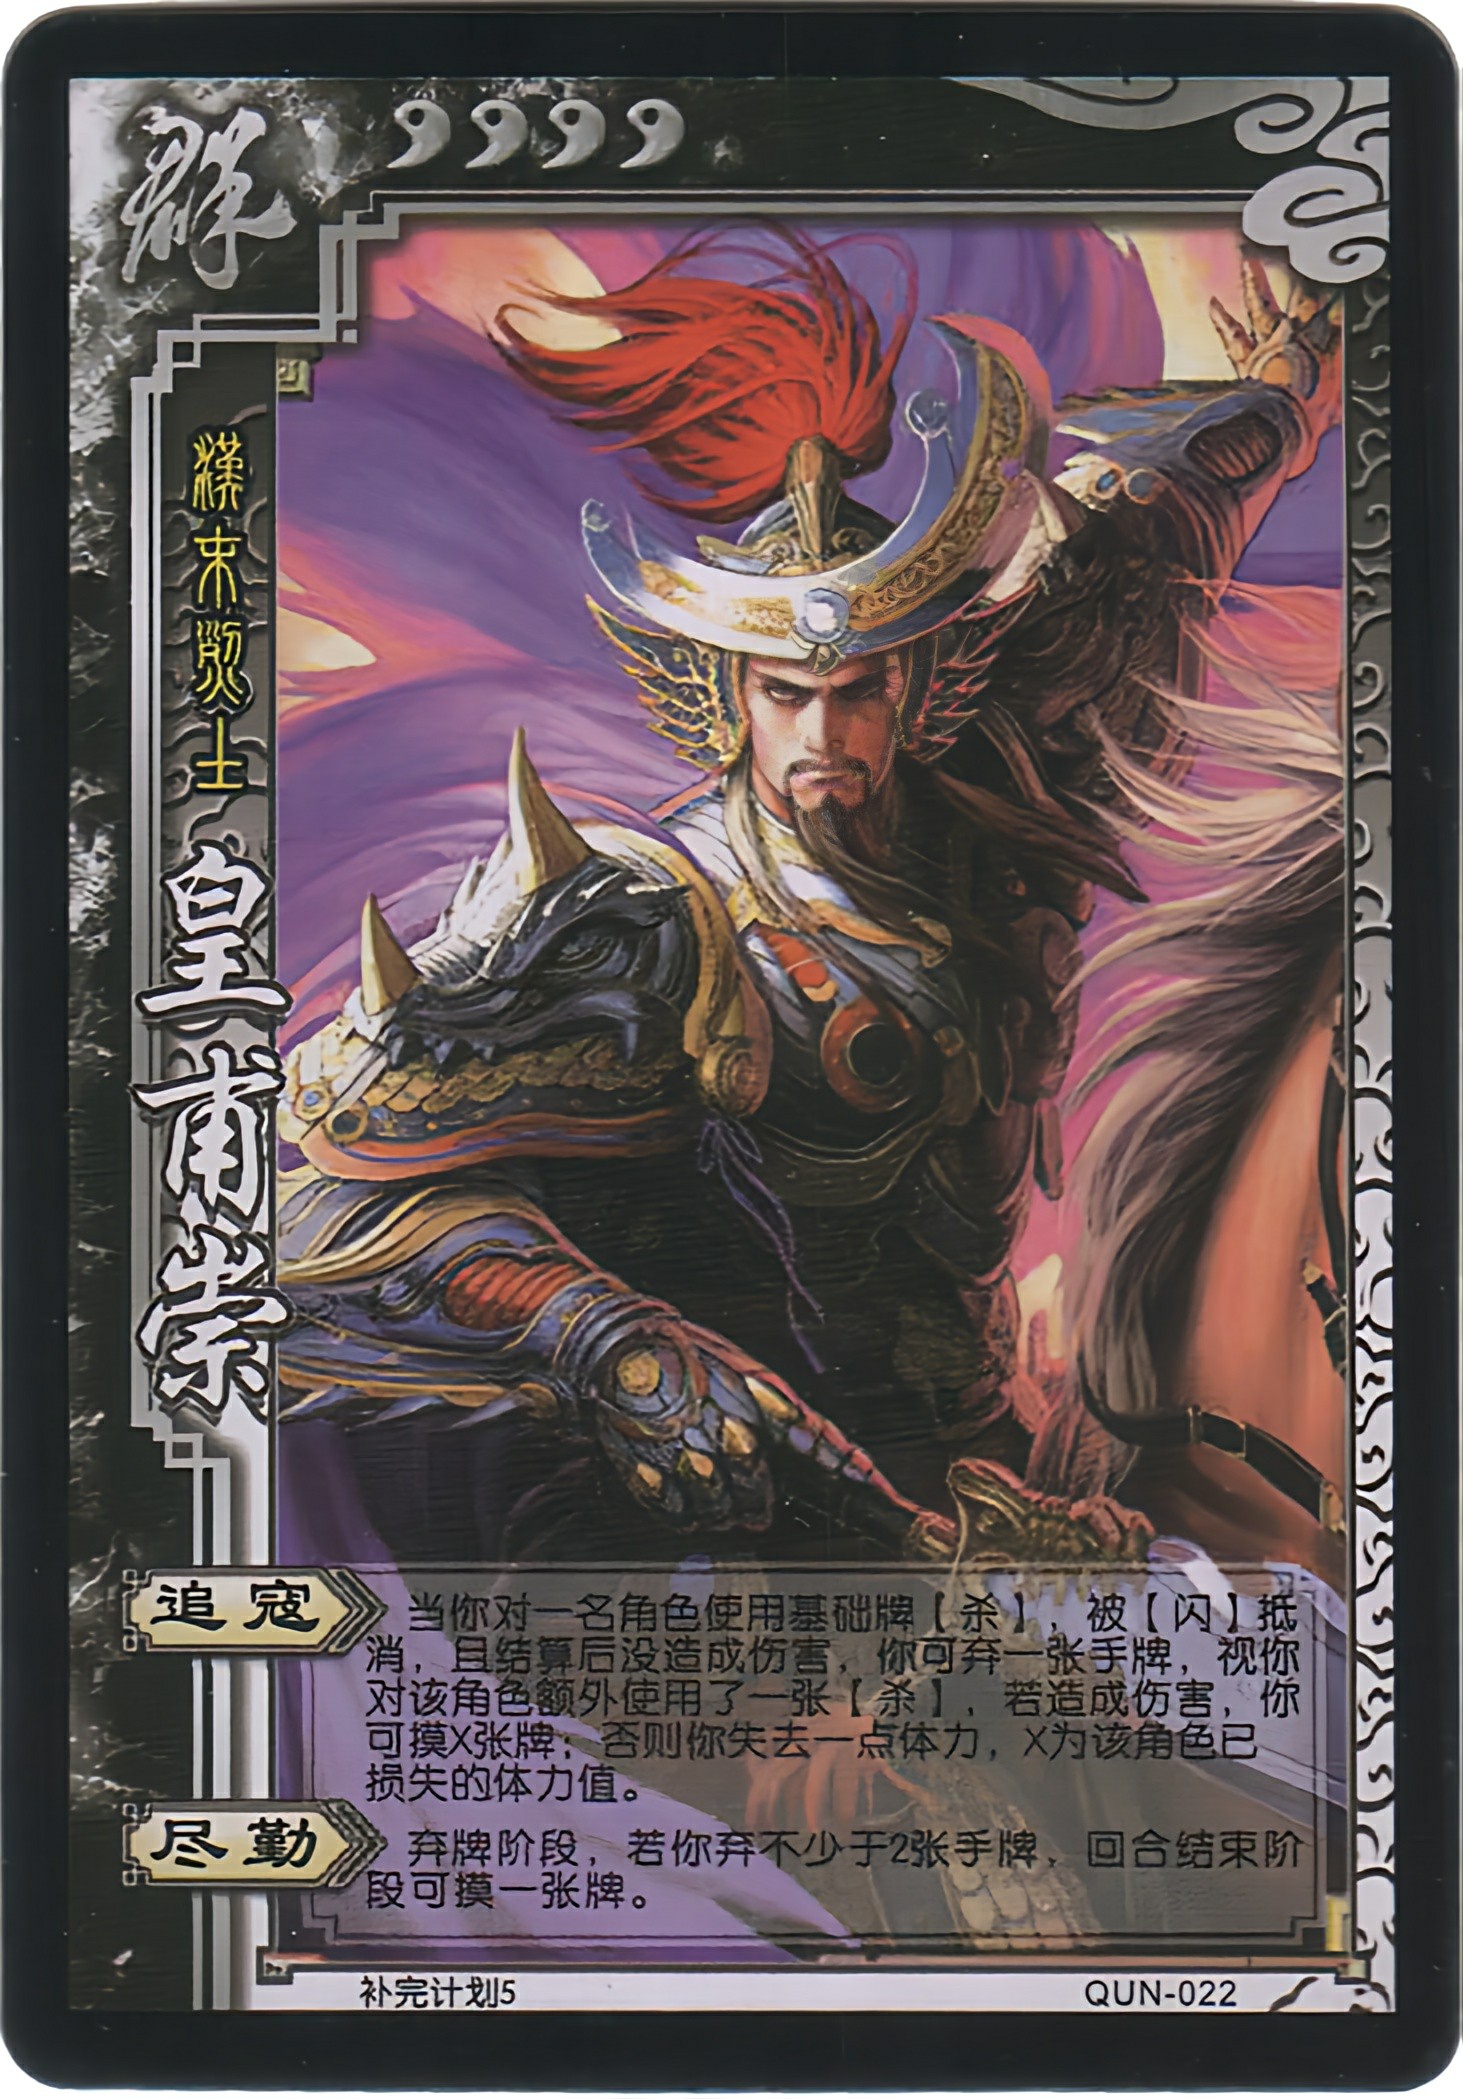 群
漢末烈士
皇甫嵩
追寇
当你对一名角色使用基础牌【杀】，被【闪】抵
消，且结算后没造成伤害，你可弃一张手牌，视你
对该角色额外使用了一张【杀】，若造成伤害，你
可摸X张牌；否则你失去一点体力，X为该角色已
损失的体力值。
尽勤
弃牌阶段，若你弃不少于2张手牌，回合结束阶
段可摸一张牌。
补完计划5
QUN-022